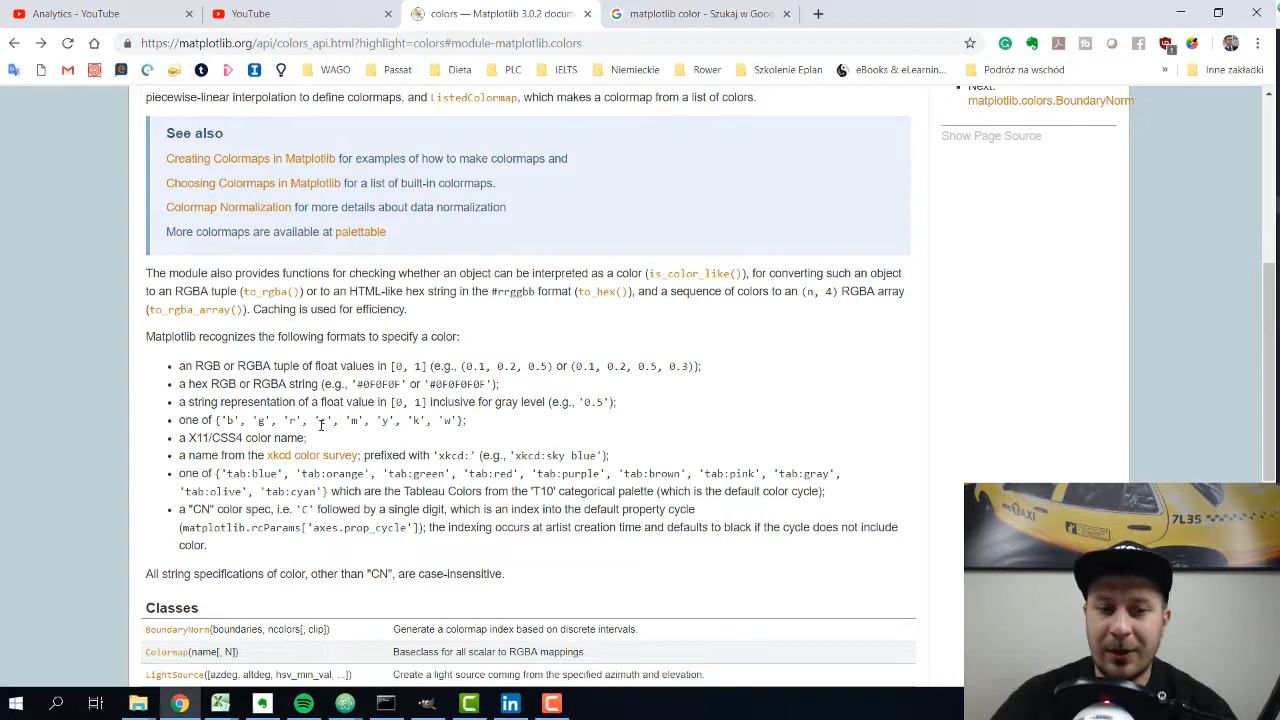 Analytics - YouTube
YouTube
colors — Matplotlib 3.0.2 docum
matplotlib color - Szukaj w Goog
https://matplotlib.org/api/colors_api.html?highlight=colors#module-matplotlib.colors
WAGO
Passat
Dieta
PLC
IELTS
Niemieckie
Rower
Szkolenie Eplan
eBooks & eLearning
Podróż na wschód
»
Inne zakładki
piecewise-linear interpolation to define colormaps, and ListedColormap, which makes a colormap from a list of colors.
Next:
matplotlib.colors.BoundaryNorm
Show Page Source
See also
Creating Colormaps in Matplotlib for examples of how to make colormaps and
Choosing Colormaps in Matplotlib for a list of built-in colormaps.
Colormap Normalization for more details about data normalization
More colormaps are available at palettable
The module also provides functions for checking whether an object can be interpreted as a color (is_color_like()), for converting such an object
to an RGBA tuple (to_rgba()) or to an HTML-like hex string in the #rrggbb format (to_hex()), and a sequence of colors to an (n, 4) RGBA array
(to_rgba_array()). Caching is used for efficiency.
Matplotlib recognizes the following formats to specify a color:
• an RGB or RGBA tuple of float values in [0, 1] (e.g., (0.1, 0.2, 0.5) or (0.1, 0.2, 0.5, 0.3));
• a hex RGB or RGBA string (e.g., '#0F0F0F' or '#0F0F0F0F');
• a string representation of a float value in [0, 1] inclusive for gray level (e.g., '0.5');
• one of {'b', 'g', 'r', 'c', 'm', 'y', 'k', 'w'};
• a X11/CSS4 color name;
• a name from the xkcd color survey; prefixed with 'xkcd:' (e.g., 'xkcd:sky blue');
• one of {'tab:blue', 'tab:orange', 'tab:green', 'tab:red', 'tab:purple', 'tab:brown', 'tab:pink', 'tab:gray',
'tab:olive', 'tab:cyan'} which are the Tableau Colors from the 'T10' categorical palette (which is the default color cycle);
• a "CN" color spec, i.e. 'C' followed by a single digit, which is an index into the default property cycle
(matplotlib.rcParams['axes.prop_cycle']); the indexing occurs at artist creation time and defaults to black if the cycle does not include
color.
All string specifications of color, other than "CN", are case-insensitive.
Classes
BoundaryNorm(boundaries, ncolors[, clip]) Generate a colormap index based on discrete intervals.
Colormap(name[, N]) Baseclass for all scalar to RGBA mappings.
LightSource([azdeg, altdeg, hsv_min_val, ...]) Create a light source coming from the specified azimuth and elevation.
7L35